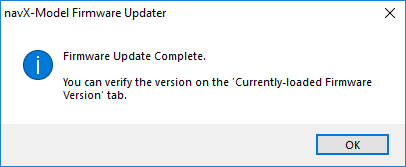 navX-Model Firmware Updater
Firmware Update Complete.
You can verify the version on the 'Currently-loaded Firmware
Version' tab.
OK